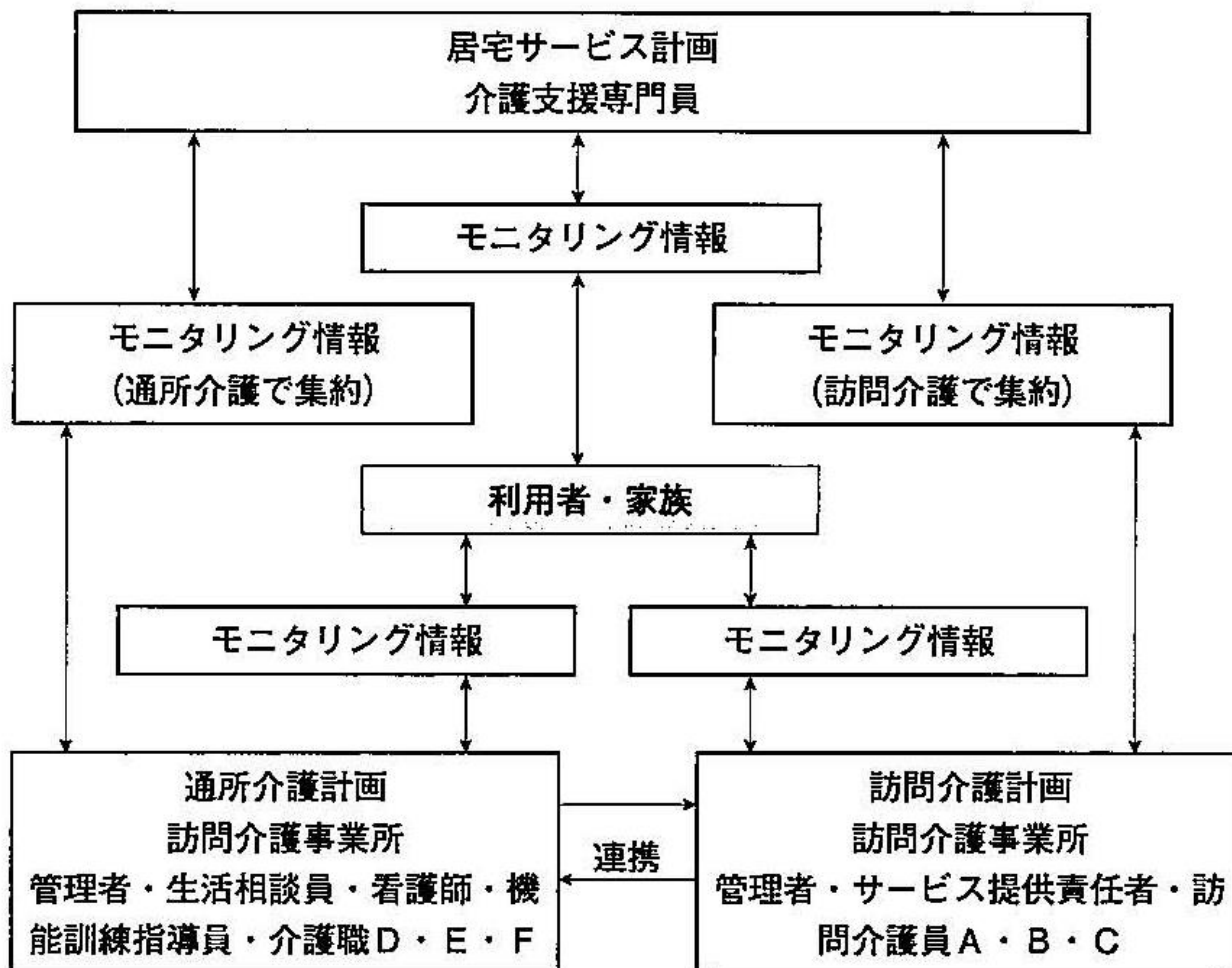 居宅サービス計画
介護支援専門員
モニタリング情報
モニタリング情報
(通所介護で集約)
モニタリング情報
(訪問介護で集約)
利用者・家族
モニタリング情報
モニタリング情報
通所介護計画
訪問介護事業所
管理者・生活相談員・看護師・機
能訓練指導員・介護職D・E・F
連携
訪問介護計画
訪問介護事業所
管理者・サービス提供責任者・訪
問介護員A・B・C